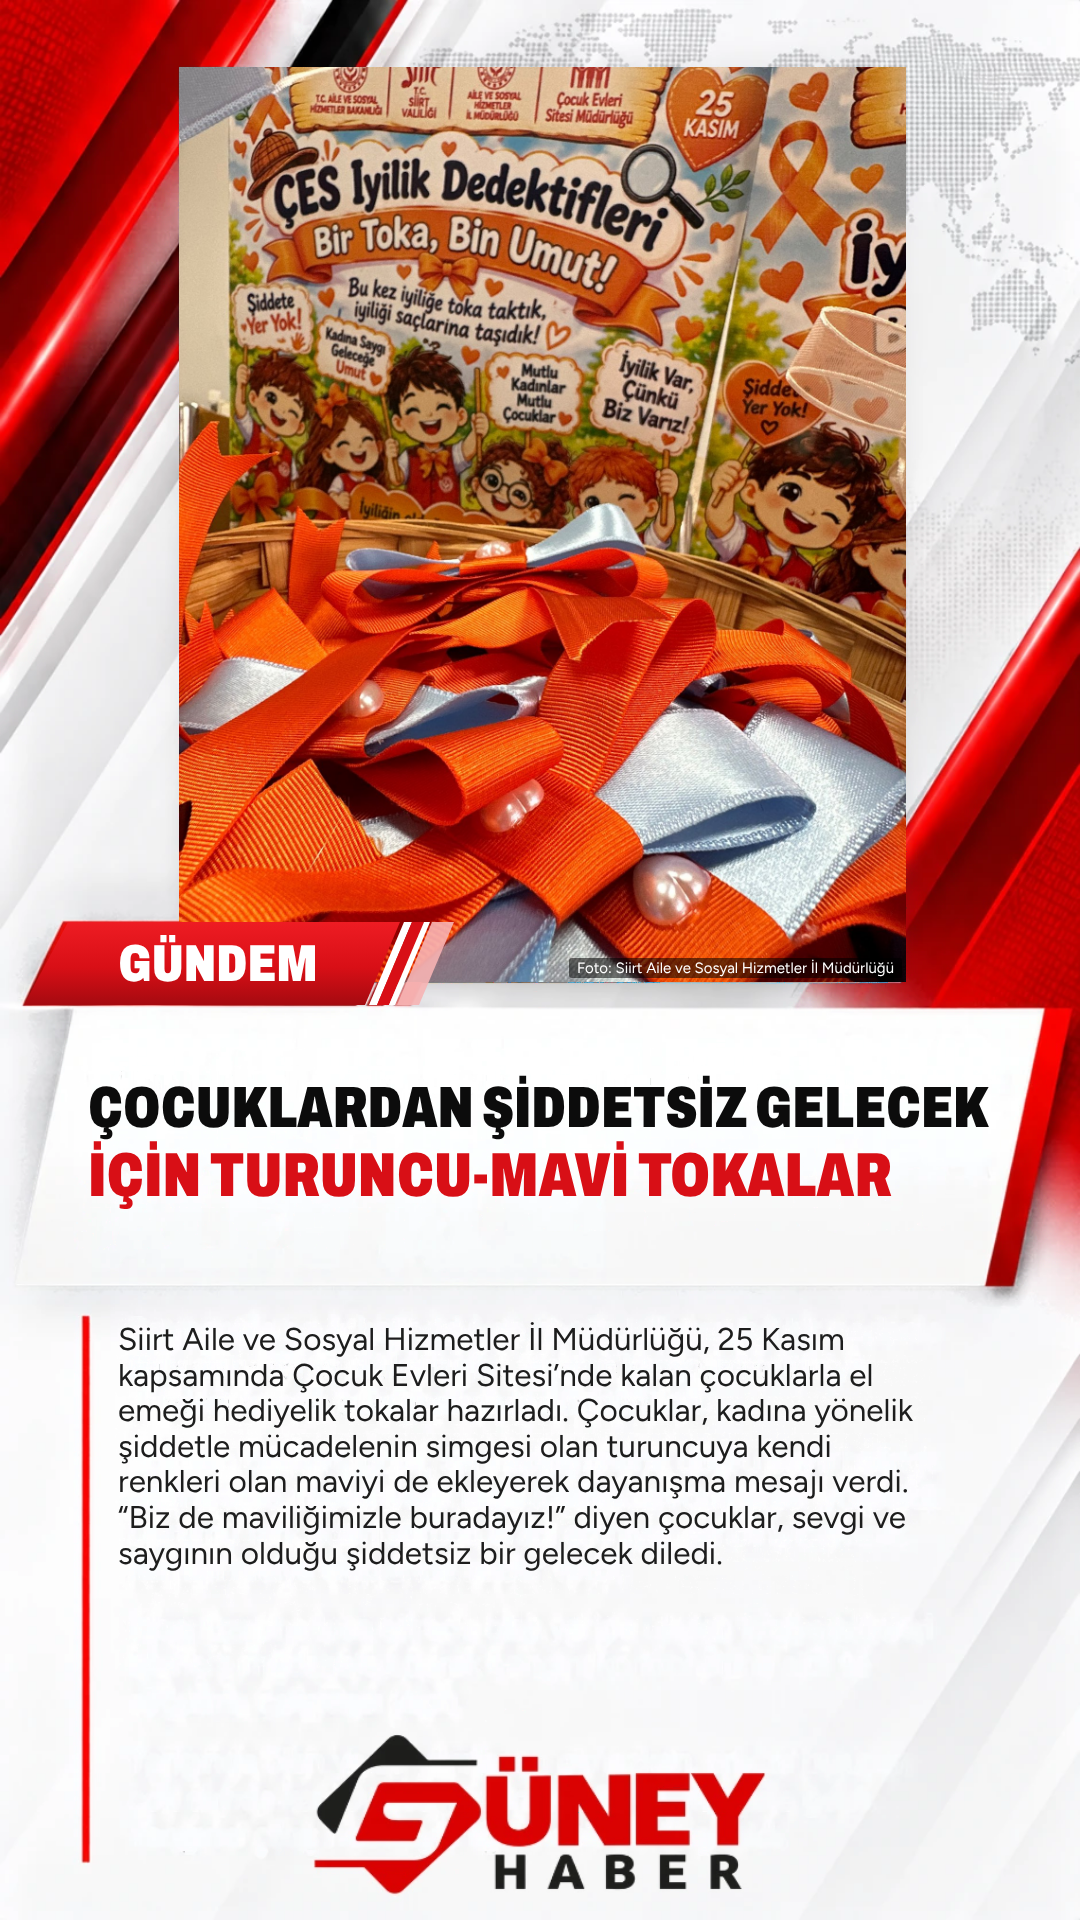 T.C. AİLE VE SOSYAL
HİZMETLER BAKANLIĞI
T.C.
SİİRT
VALİLİĞİ
AİLE VE SOSYAL
HİZMETLER
İL MÜDÜRLÜĞÜ
Çocuk Evleri
Sitesi Müdürlüğü
25
KASIM
ÇES İyilik Dedektifleri
Bir Toka, Bin Umut!
Bu kez iyiliğe toka taktık,
iyiliği saçlarına taşıdık!
Şiddete
Yer Yok!
Kadına Saygı
Geleceğe
Umut
Mutlu
Kadınlar
Mutlu
Çocuklar
İyilik Var,
Çünkü
Biz Varız!
Yer Yok!
İyiliğin
Foto: Siirt Aile ve Sosyal Hizmetler İl Müdürlüğü
GÜNDEM
ÇOCUKLARDAN ŞİDDETSİZ GELECEK
İÇİN TURUNCU-MAVİ TOKALAR
Siirt Aile ve Sosyal Hizmetler İl Müdürlüğü, 25 Kasım
kapsamında Çocuk Evleri Sitesi’nde kalan çocuklarla el
emeği hediyelik tokalar hazırladı. Çocuklar, kadına yönelik
şiddetle mücadelenin simgesi olan turuncuya kendi
renkleri olan maviyi de ekleyerek dayanışma mesajı verdi.
“Biz de maviliğimizle buradayız!” diyen çocuklar, sevgi ve
saygının olduğu şiddetsiz bir gelecek diledi.
GÜNEY
HABER